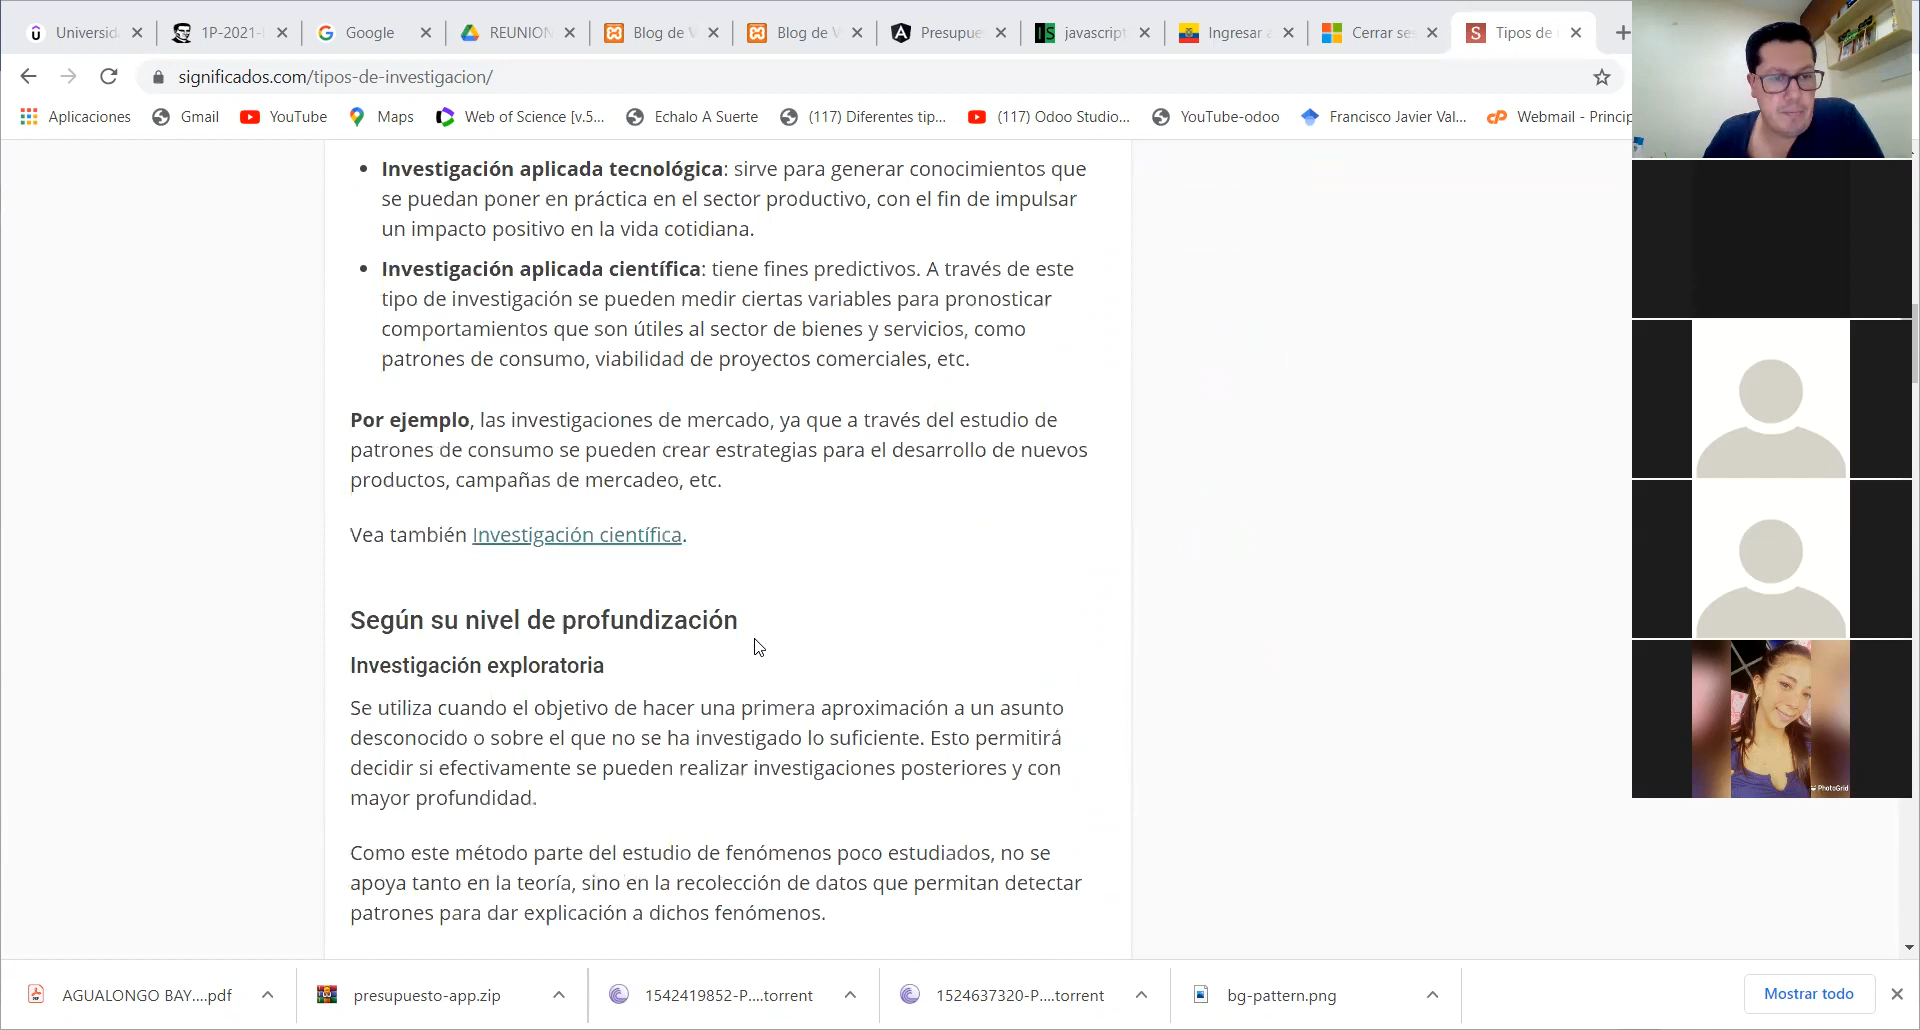 Universid
1P-2021-
Google
REUNION
Blog de V
Blog de V
Presupue
javascript
Ingresar a
Cerrar ses
Tipos de
significados.com/tipos-de-investigacion/
Aplicaciones
Gmail
YouTube
Maps
Web of Science [v.5...
Echalo A Suerte
(117) Diferentes tip...
(117) Odoo Studio...
YouTube-odoo
Francisco Javier Val...
Webmail - Princip
Investigación aplicada tecnológica: sirve para generar conocimientos que
se puedan poner en práctica en el sector productivo, con el fin de impulsar
un impacto positivo en la vida cotidiana.
Investigación aplicada científica: tiene fines predictivos. A través de este
tipo de investigación se pueden medir ciertas variables para pronosticar
comportamientos que son útiles al sector de bienes y servicios, como
patrones de consumo, viabilidad de proyectos comerciales, etc.
Por ejemplo, las investigaciones de mercado, ya que a través del estudio de
patrones de consumo se pueden crear estrategias para el desarrollo de nuevos
productos, campañas de mercadeo, etc.
Vea también Investigación científica.
Según su nivel de profundización
Investigación exploratoria
Se utiliza cuando el objetivo de hacer una primera aproximación a un asunto
desconocido o sobre el que no se ha investigado lo suficiente. Esto permitirá
decidir si efectivamente se pueden realizar investigaciones posteriores y con
mayor profundidad.
Como este método parte del estudio de fenómenos poco estudiados, no se
apoya tanto en la teoría, sino en la recolección de datos que permitan detectar
patrones para dar explicación a dichos fenómenos.
PhotoGrid
AGUALONGO BAY....pdf
presupuesto-app.zip
1542419852-P....torrent
1524637320-P....torrent
bg-pattern.png
Mostrar todo